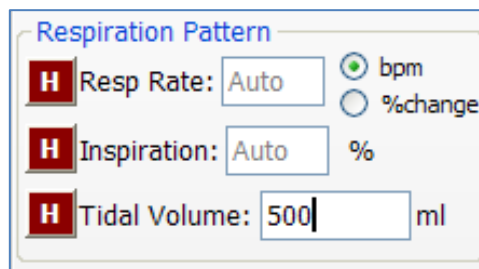 Respiration Pattern
H Resp Rate: Auto bpm
%change
H Inspiration: Auto %
H Tidal Volume: 500 ml